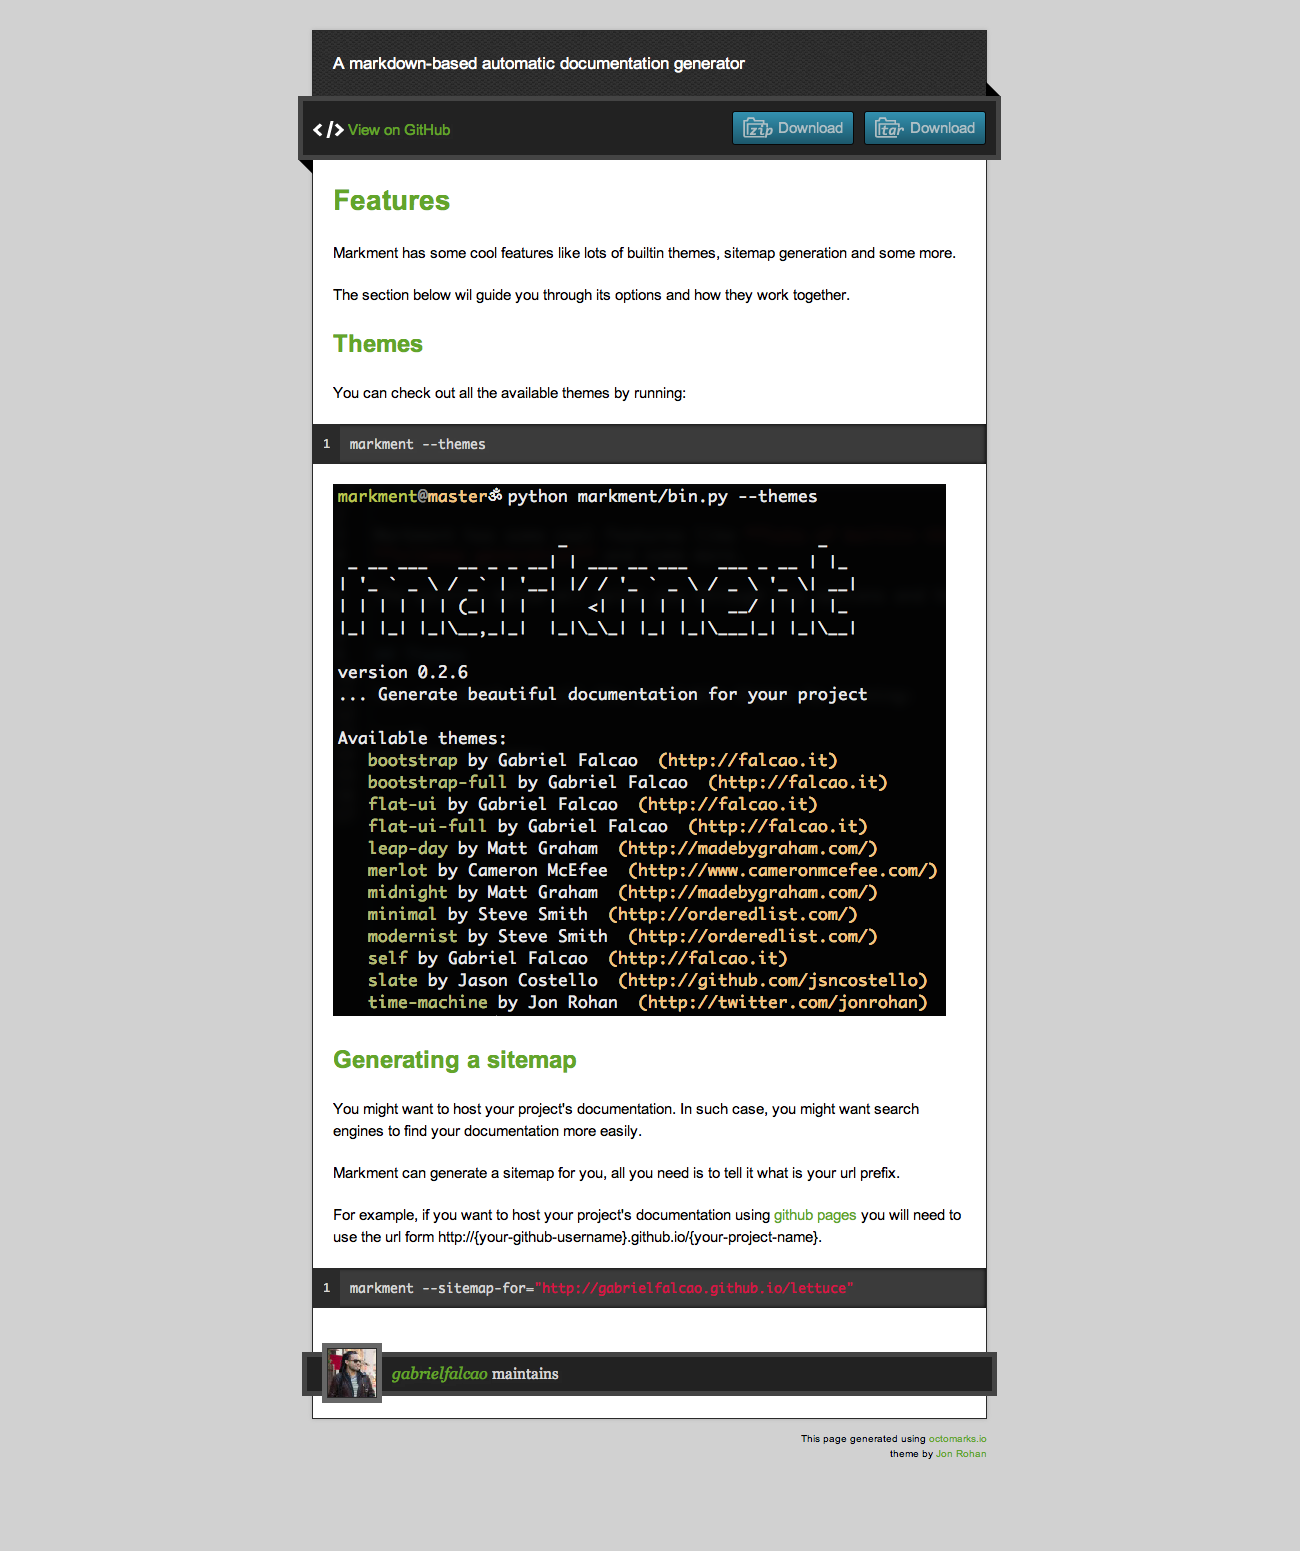 A markdown-based automatic documentation generator
</> View on GitHub
zip Download
tar Download
Features
Markment has some cool features like lots of builtin themes, sitemap generation and some more.
The section below wil guide you through its options and how they work together.
Themes
You can check out all the available themes by running:
1 markment --themes
markment@master🕉 python markment/bin.py --themes
markment
version 0.2.6
... Generate beautiful documentation for your project
Available themes:
bootstrap by Gabriel Falcao (http://falcao.it)
bootstrap-full by Gabriel Falcao (http://falcao.it)
flat-ui by Gabriel Falcao (http://falcao.it)
flat-ui-full by Gabriel Falcao (http://falcao.it)
leap-day by Matt Graham (http://madebygraham.com/)
merlot by Cameron McEfee (http://www.cameronmcefee.com/)
midnight by Matt Graham (http://madebygraham.com/)
minimal by Steve Smith (http://orderedlist.com/)
modernist by Steve Smith (http://orderedlist.com/)
self by Gabriel Falcao (http://falcao.it)
slate by Jason Costello (http://github.com/jsncostello)
time-machine by Jon Rohan (http://twitter.com/jonrohan)
Generating a sitemap
You might want to host your project's documentation. In such case, you might want search
engines to find your documentation more easily.
Markment can generate a sitemap for you, all you need is to tell it what is your url prefix.
For example, if you want to host your project's documentation using github pages you will need to
use the url form http://{your-github-username}.github.io/{your-project-name}.
1 markment --sitemap-for="http://gabrielfalcao.github.io/lettuce"
gabrielfalcao maintains
This page generated using octomarks.io
theme by Jon Rohan